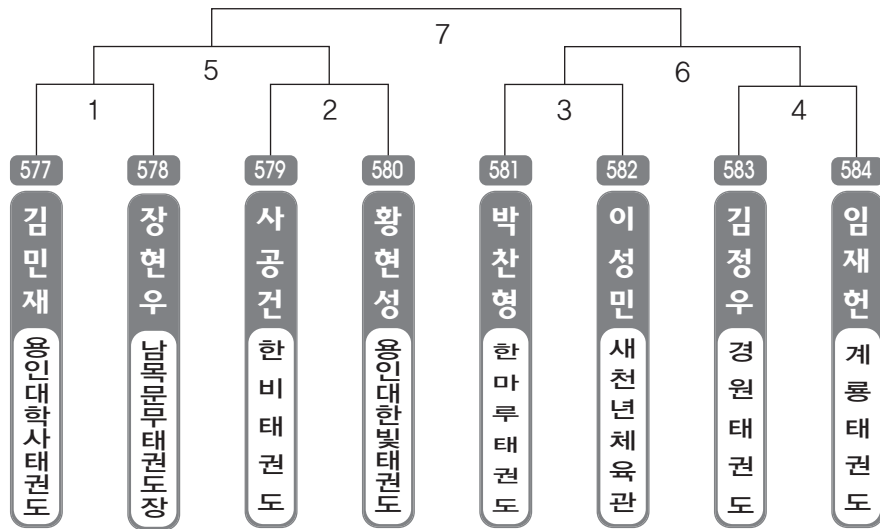 7
5
6
1
2
3
4
577
578
579
580
581
582
583
584
김민재
장현우
사공건
황현성
박찬형
이성민
김정우
임재헌
용인대학사태권도
남목문무태권도장
한비태권도
용인대한빛태권도
한마루태권도
새천년체육관
경원태권도
계룡태권도